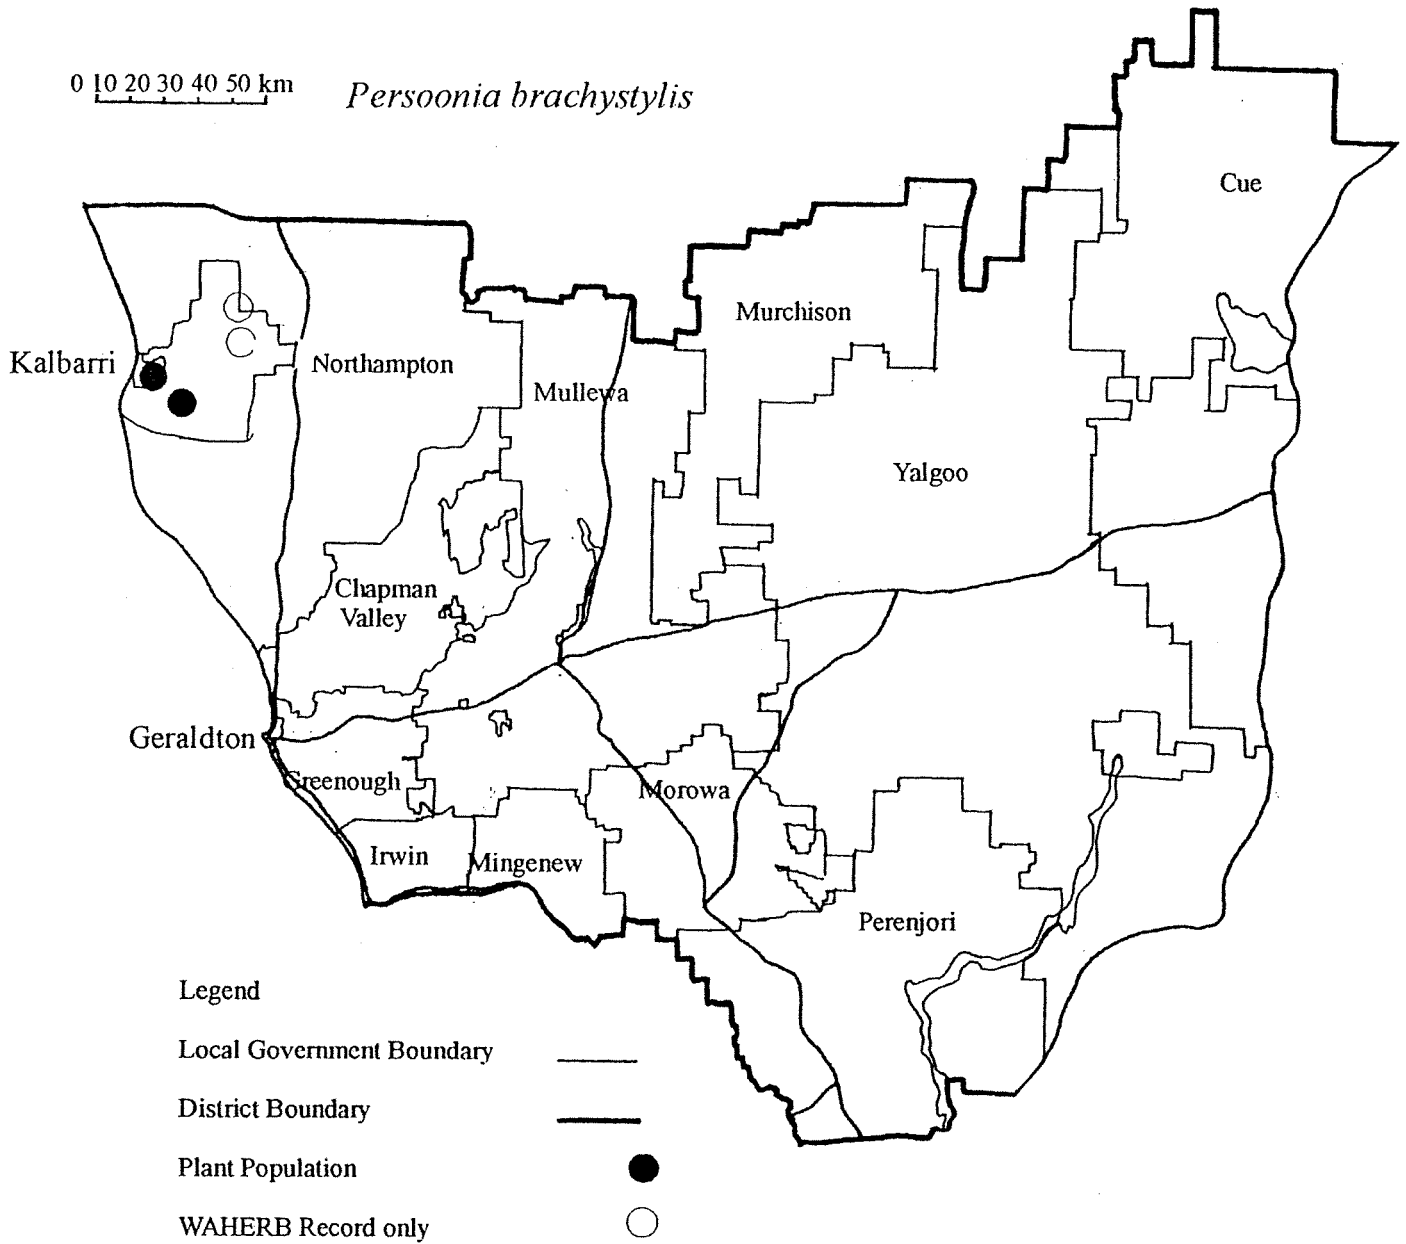 0 10 20 30 40 50 km
Persoonia brachystylis
Cue
Murchison
Kalbarri
Northampton
Mullewa
Yalgoo
Chapman
Valley
Geraldton
Greenough
Morowa
Irwin
Mingenew
Perenjori
Legend
Local Government Boundary
District Boundary
Plant Population
WAHERB Record only